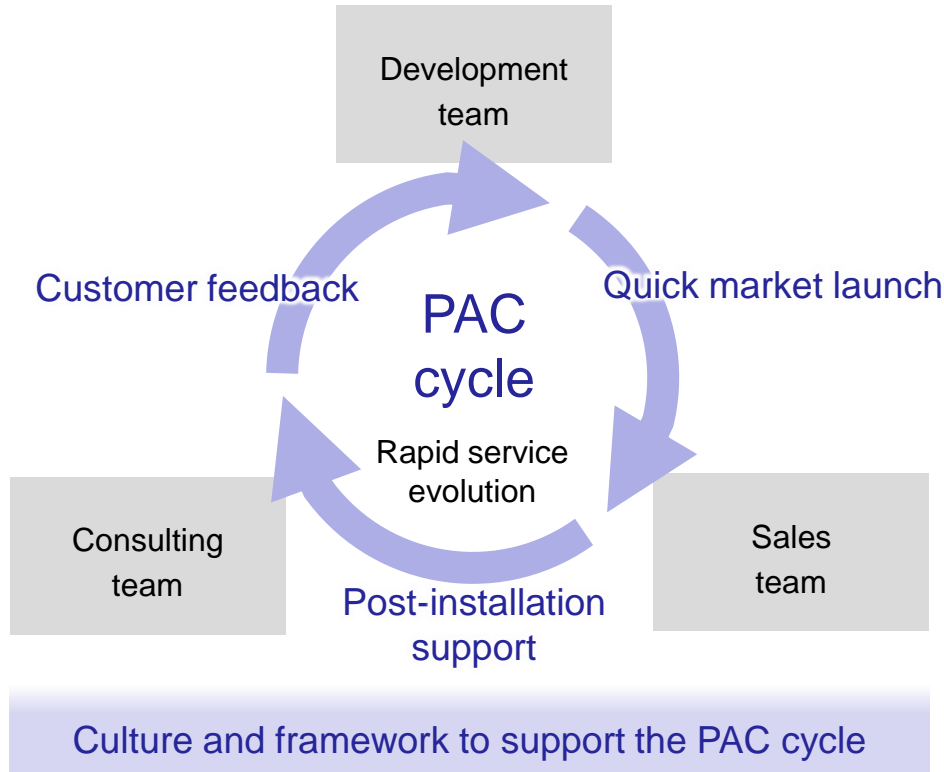 Development
team
Customer feedback
Quick market launch
PAC
cycle
Rapid service
evolution
Consulting
team
Sales
team
Post-installation
support
Culture and framework to support the PAC cycle